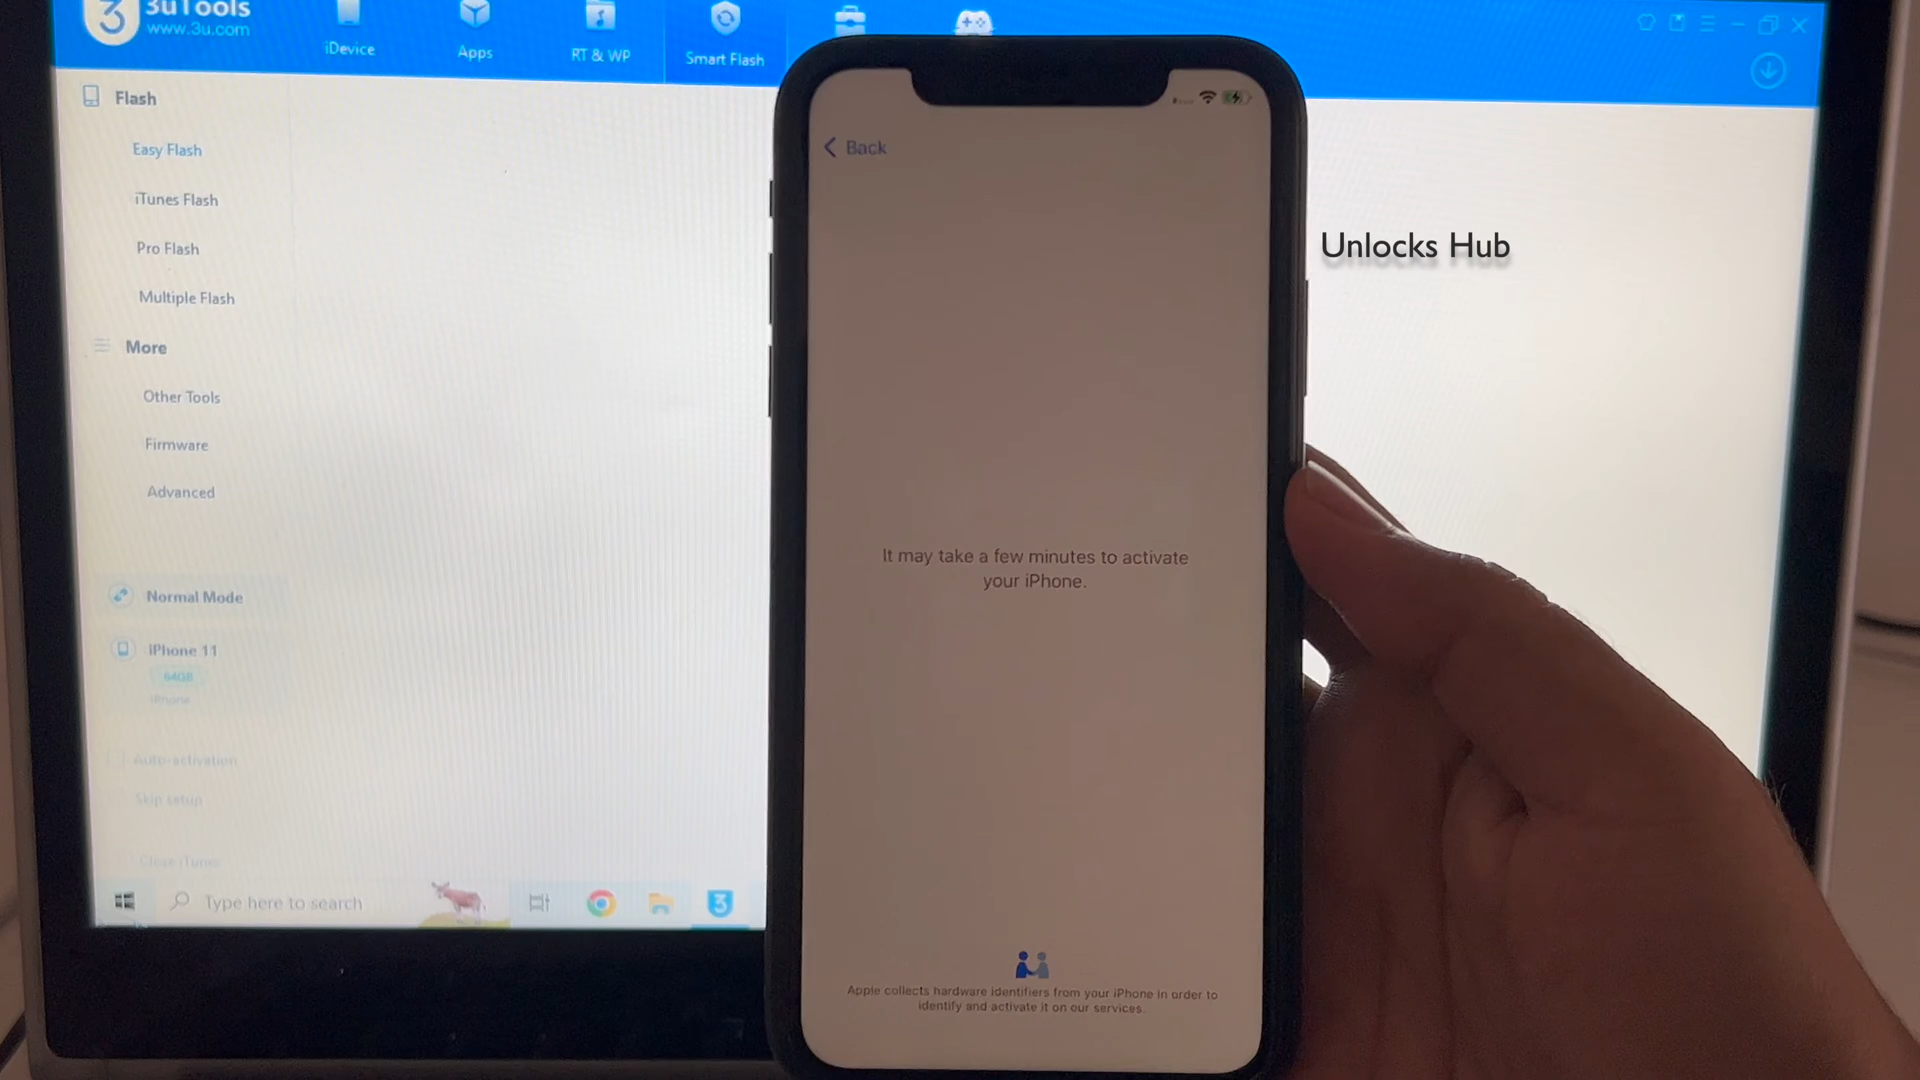 3uTools
www.3u.com
iDevice
Apps
RT & WP
Smart Flash
Flash
Easy Flash
iTunes Flash
Pro Flash
Multiple Flash
More
Other Tools
Firmware
Advanced
Normal Mode
iPhone 11
64GB
iPhone
Auto-activation
Skip setup
Close iTunes
Type here to search
Back
It may take a few minutes to activate
your iPhone.
Apple collects hardware identifiers from your iPhone in order to
identify and activate it on our services.
Unlocks Hub